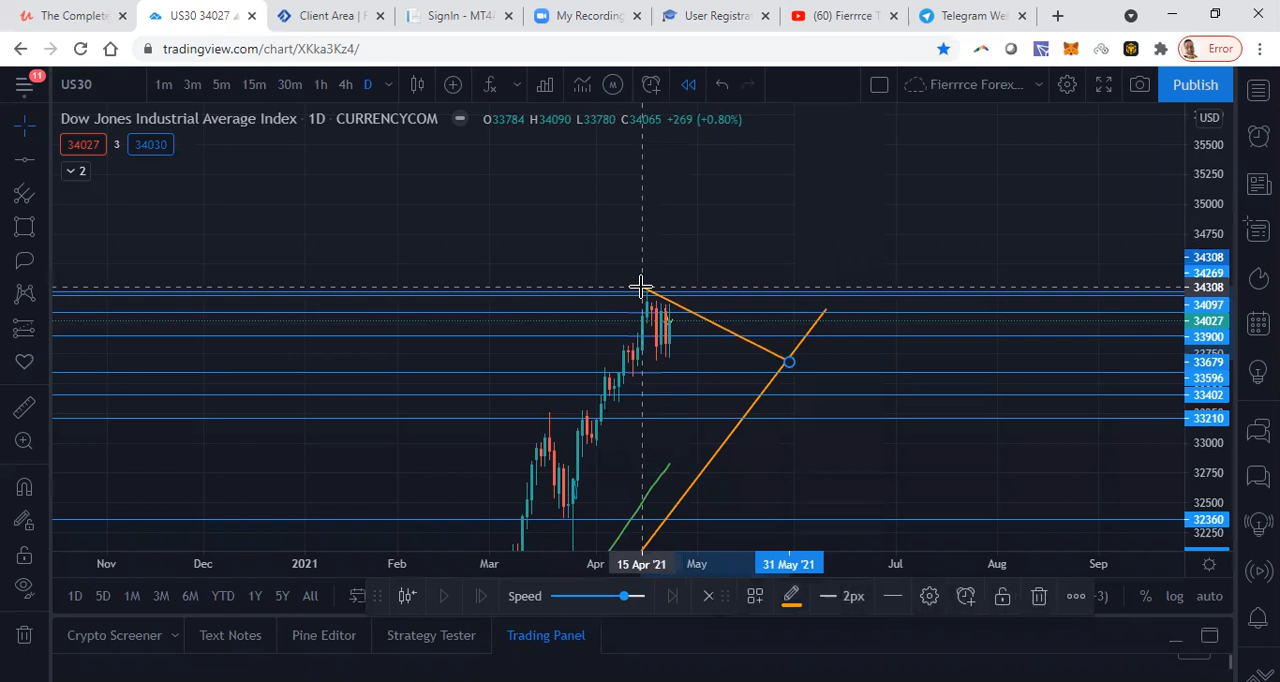 The Complete
US30 34027
Client Area | F
SignIn - MT4
My Recording
User Registra
(60) Fierrrce T
Telegram We
tradingview.com/chart/XKka3Kz4/
Error
11
US30
1m 3m 5m 15m 30m 1h 4h D
M
Fierrrce Forex...
Publish
Dow Jones Industrial Average Index · 1D · CURRENCYCOM
O33784 H34090 L33780 C34065 +269 (+0.80%)
USD
34027 3 34030
2
35500
35250
35000
34750
34308
34269
34308
34097
34027
33900
33679
33596
33402
33210
33000
32750
32500
32360
32250
Nov Dec 2021 Feb Mar Apr 15 Apr '21 May 31 May '21 Jul Aug Sep
1D 5D 1M 3M 6M YTD 1Y 5Y All
Speed
2px
-3) % log auto
Crypto Screener Text Notes Pine Editor Strategy Tester Trading Panel